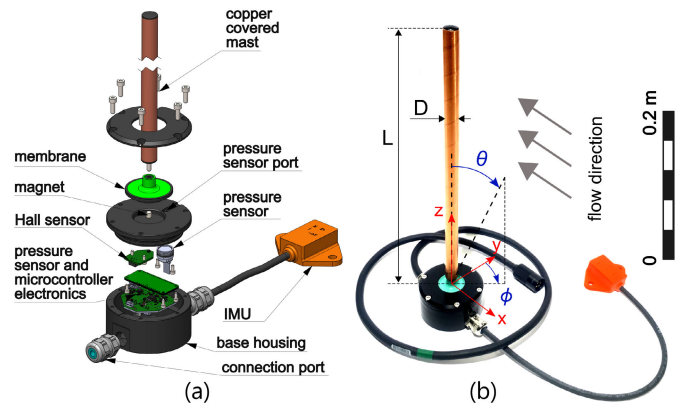 copper
covered
mast
membrane
magnet
Hall sensor
pressure
sensor and
microcontroller
electronics
pressure
sensor port
pressure
sensor
IMU
base housing
connection port
(a)
L
D
θ
z
y
ϕ
x
flow direction
0.2 m
0
(b)